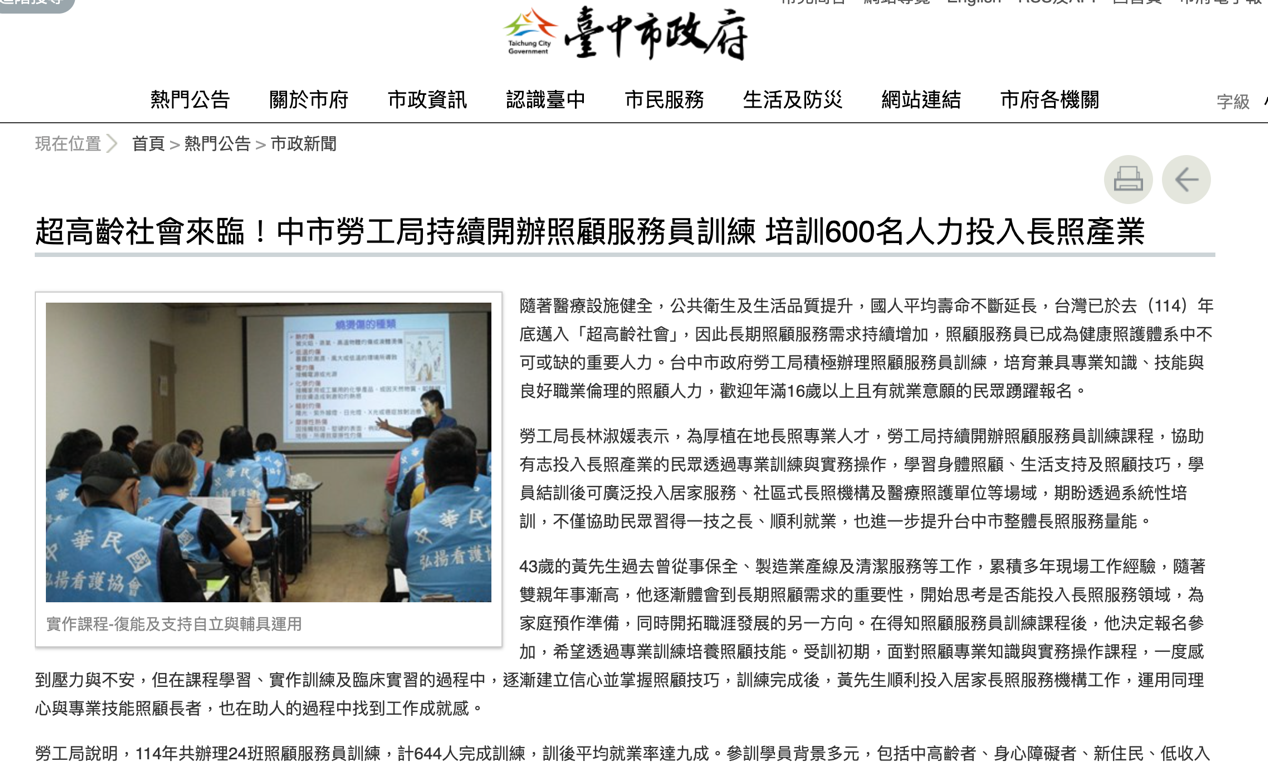 Taichung City
Government
臺中市政府
熱門公告 關於市府 市政資訊 認識臺中 市民服務 生活及防災 網站連結 市府各機關
字級
現在位置 首頁 > 熱門公告 > 市政新聞
超高齡社會來臨！中市勞工局持續開辦照顧服務員訓練 培訓600名人力投入長照產業
燒燙傷的種類
中華民國
弘揚看護協會
中華民
弘揚看護協
實作課程-復能及支持自立與輔具運用
隨著醫療設施健全，公共衛生及生活品質提升，國人平均壽命不斷延長，台灣已於去（114）年
底邁入「超高齡社會」，因此長期照顧服務需求持續增加，照顧服務員已成為健康照護體系中不
可或缺的重要人力。台中市政府勞工局積極辦理照顧服務員訓練，培育兼具專業知識、技能與
良好職業倫理的照顧人力，歡迎年滿16歲以上且有就業意願的民眾踴躍報名。
勞工局長林淑媛表示，為厚植在地長照專業人才，勞工局持續開辦照顧服務員訓練課程，協助
有志投入長照產業的民眾透過專業訓練與實務操作，學習身體照顧、生活支持及照顧技巧，學
員結訓後可廣泛投入居家服務、社區式長照機構及醫療照護單位等場域，期盼透過系統性培
訓，不僅協助民眾習得一技之長、順利就業，也進一步提升台中市整體長照服務量能。
43歲的黃先生過去曾從事保全、製造業產線及清潔服務等工作，累積多年現場工作經驗，隨著
雙親年事漸高，他逐漸體會到長期照顧需求的重要性，開始思考是否能投入長照服務領域，為
家庭預作準備，同時開拓職涯發展的另一方向。在得知照顧服務員訓練課程後，他決定報名參
加，希望透過專業訓練培養照顧技能。受訓初期，面對照顧專業知識與實務操作課程，一度感
到壓力與不安，但在課程學習、實作訓練及臨床實習的過程中，逐漸建立信心並掌握照顧技巧，訓練完成後，黃先生順利投入居家長照服務機構工作，運用同理
心與專業技能照顧長者，也在助人的過程中找到工作成就感。
勞工局說明，114年共辦理24班照顧服務員訓練，計644人完成訓練，訓後平均就業率達九成。參訓學員背景多元，包括中高齡者、身心障礙者、新住民、低收入